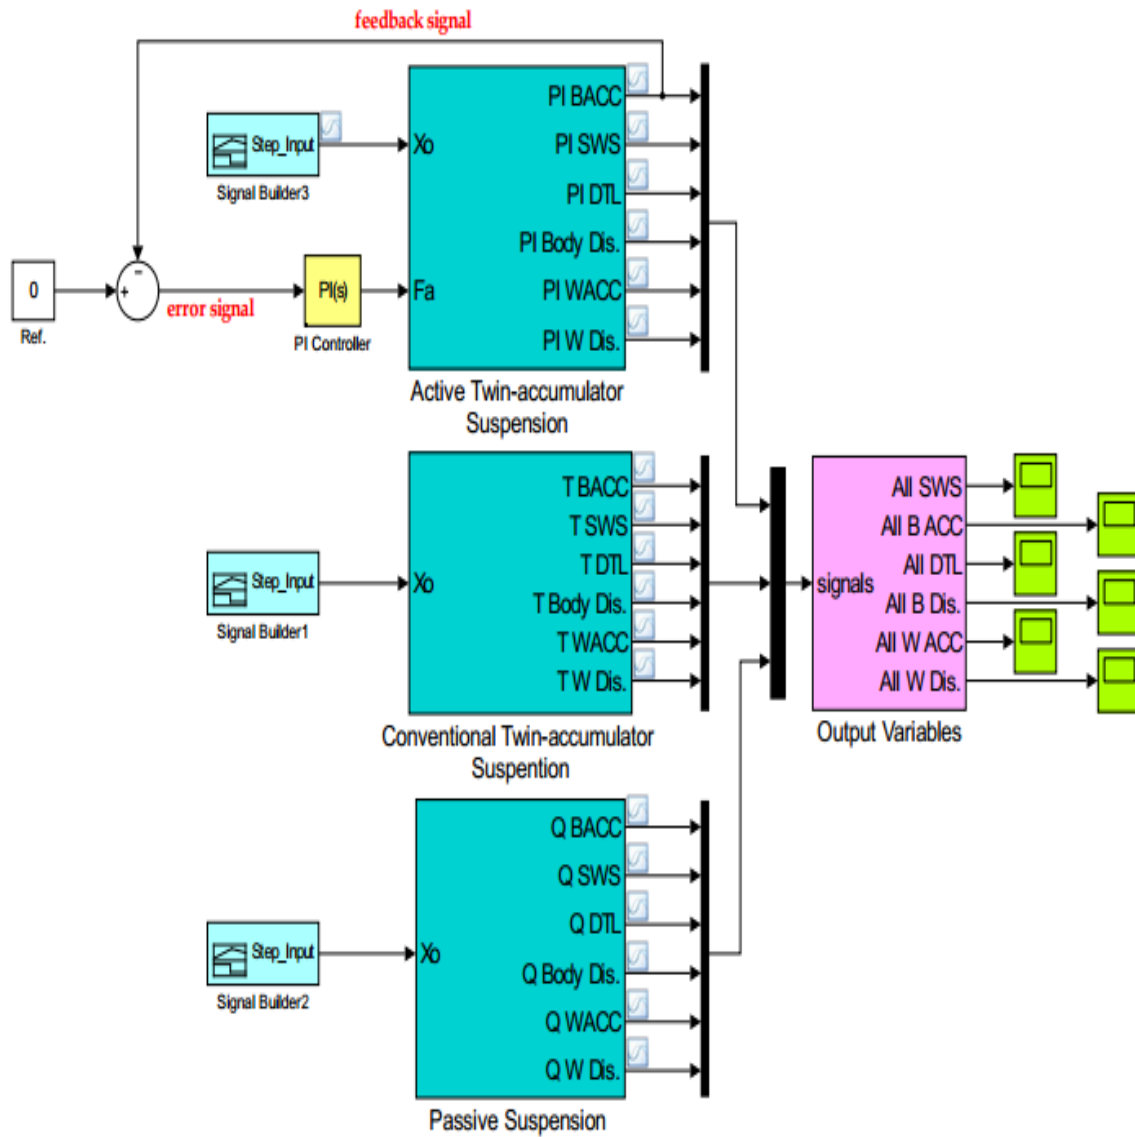 feedback signal
Step_Input
Signal Builder3
Xo
Fa
PI BACC
PI SWS
PI DTL
PI Body Dis.
PI WACC
PI W Dis.
0
Ref.
+
-
error signal
PI(s)
PI Controller
Active Twin-accumulator
Suspension
Step_Input
Signal Builder1
Xo
T BACC
T SWS
T DTL
T Body Dis.
T WACC
T W Dis.
Conventional Twin-accumulator
Suspention
signals
All SWS
All B ACC
All DTL
All B Dis.
All W ACC
All W Dis.
Output Variables
Step_Input
Signal Builder2
Xo
Q BACC
Q SWS
Q DTL
Q Body Dis.
Q WACC
Q W Dis.
Passive Suspension